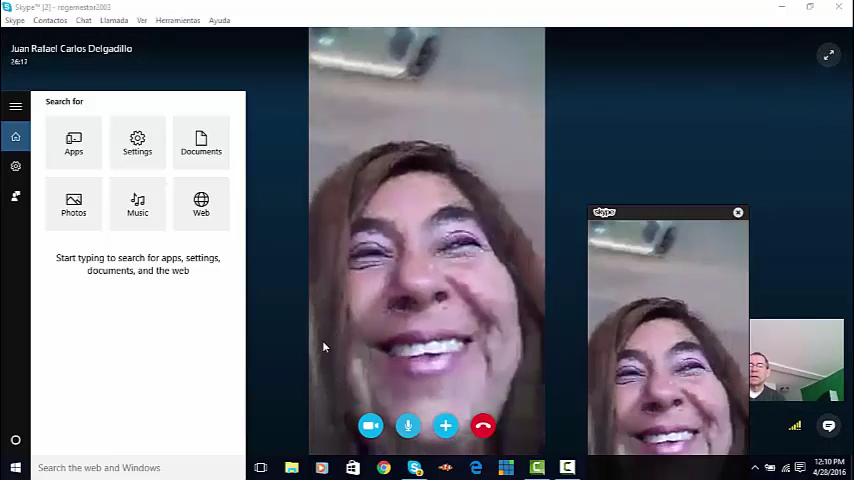 Skype™ [2] - rogernestor2003
Skype Contactos Chat Llamada Ver Herramientas Ayuda
Juan Rafael Carlos Delgadillo
26:17
Search for
Apps Settings Documents
Photos Music Web
Start typing to search for apps, settings,
documents, and the web
skype
Search the web and Windows
12:10 PM
4/28/2016